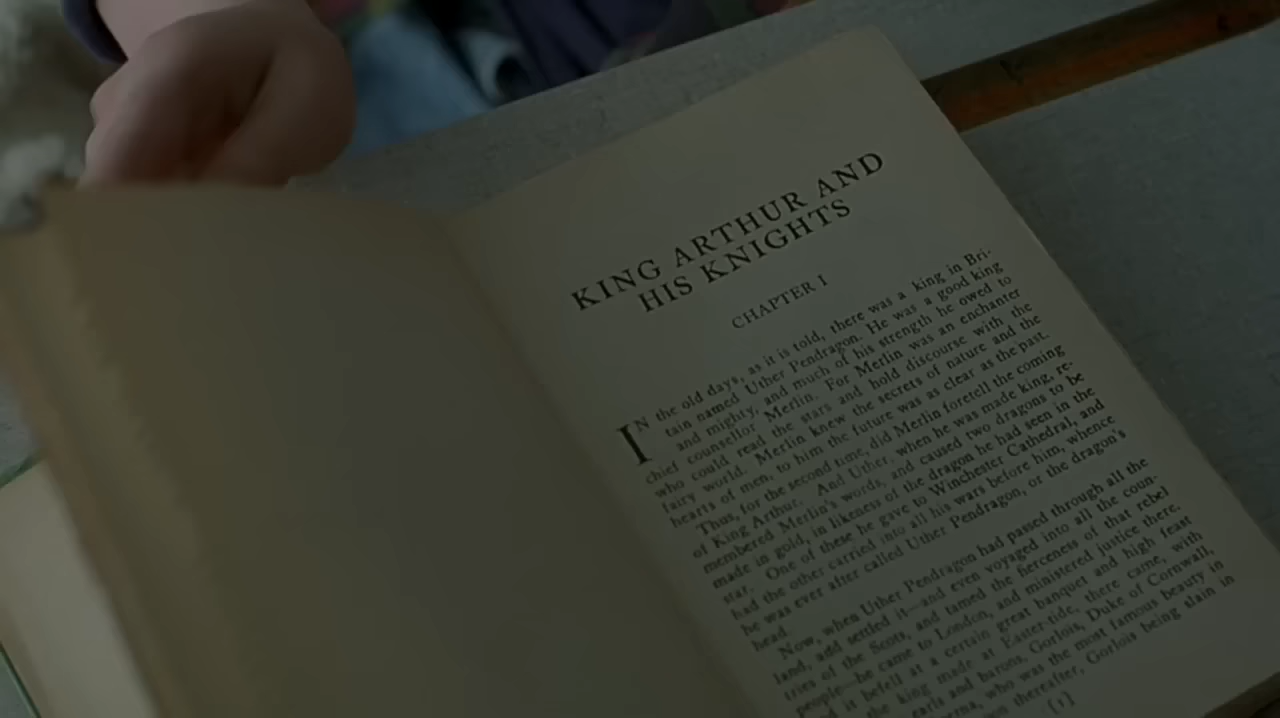 KING ARTHUR AND
HIS KNIGHTS
CHAPTER I
IN the old days, as it is told, there was a king in Bri-
tain named Uther Pendragon. He was a good king
and mighty, and much of his strength he owed to
chief counsellor Merlin. For Merlin was an enchanter
who could read the stars and hold discourse with the
fairy world. Merlin knew the secrets of nature and the
hearts of men, to him the future was as clear as the past.
Thus, for the second time, did Merlin foretell the coming
of King Arthur. And Uther, when he was made king, re-
membered Merlin's words, and caused two dragons to be
made in gold, in likeness of the dragon he had seen in the
star. One of these he gave to Winchester Cathedral, and
had the other carried into all his wars before him, whence
he was ever after called Uther Pendragon, or the dragon's
head.
Now, when Uther Pendragon had passed through all the
land, and settled it—and even voyaged into all the coun-
tries of the Scots, and tamed the fierceness of that rebel
people—he came to London, and ministered justice there.
it befell at a certain great banquet and high feast
the king made at Easter-tide, there came, with
earls and barons, Gorlois, Duke of Cornwall,
who was the most famous beauty in
thereafter, Gorlois being slain in
[1]